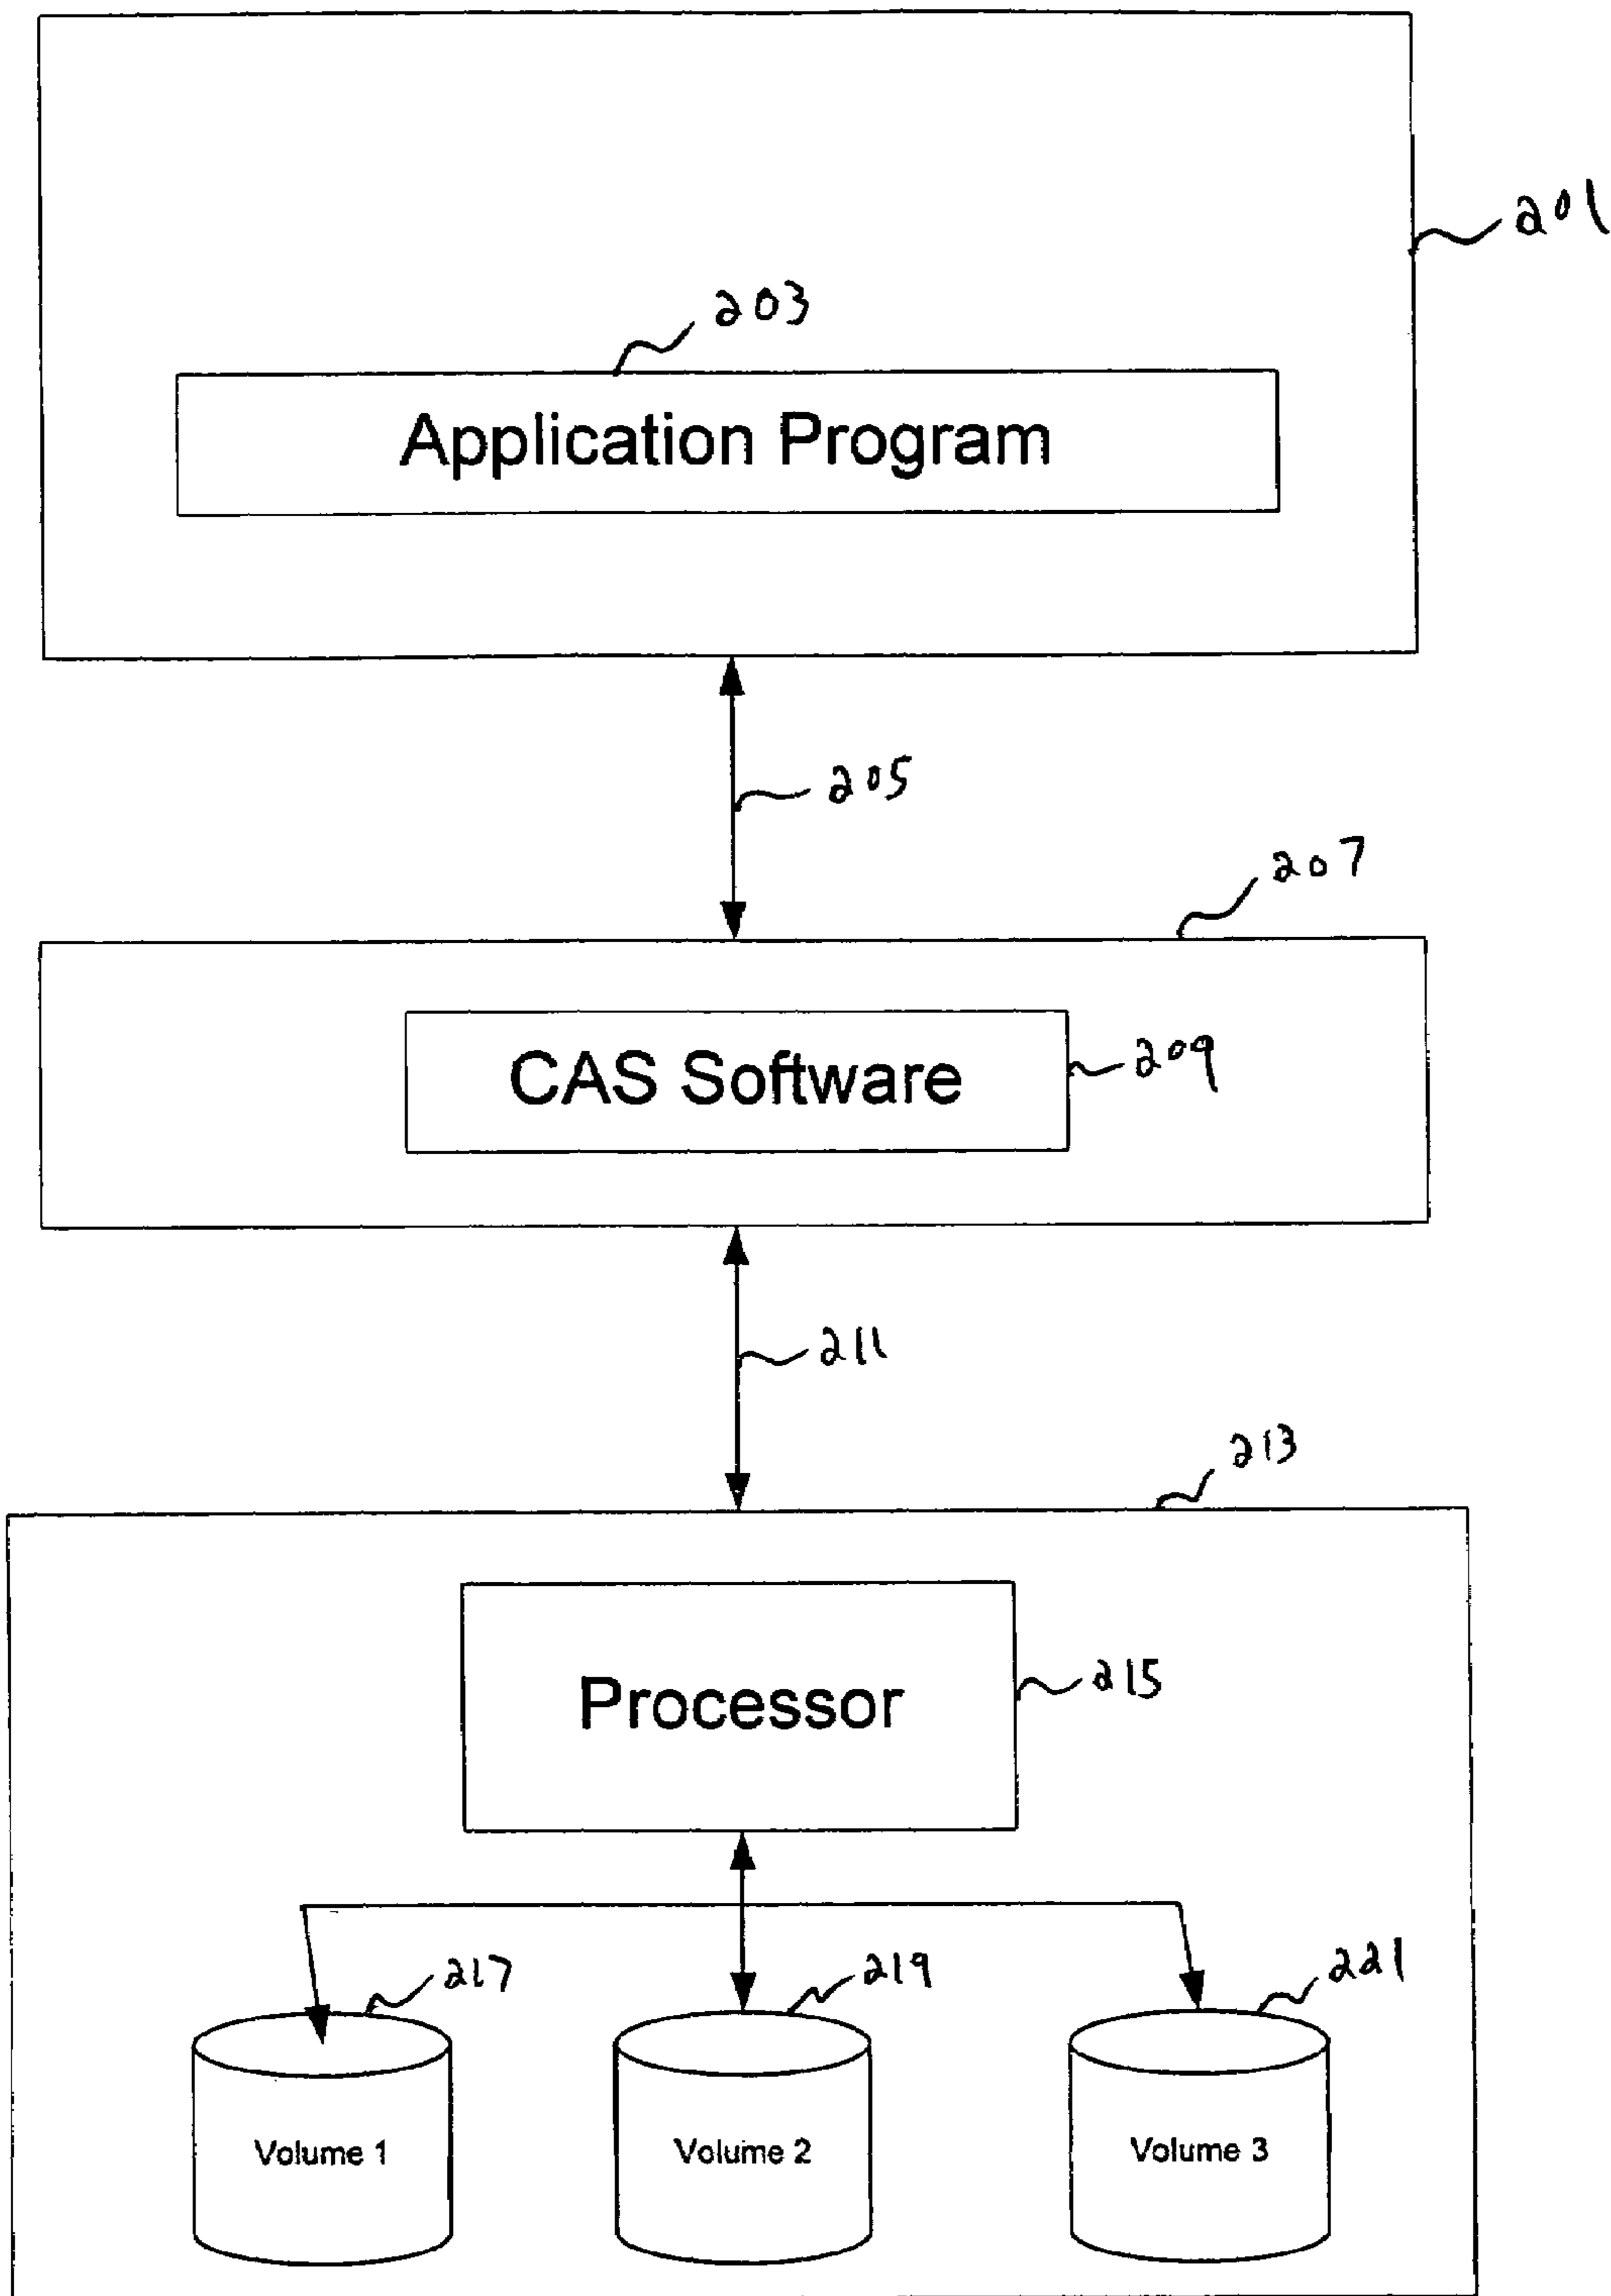 201
203
Application Program
205
207
CAS Software
209
211
213
Processor
215
217
219
221
Volume 1
Volume 2
Volume 3